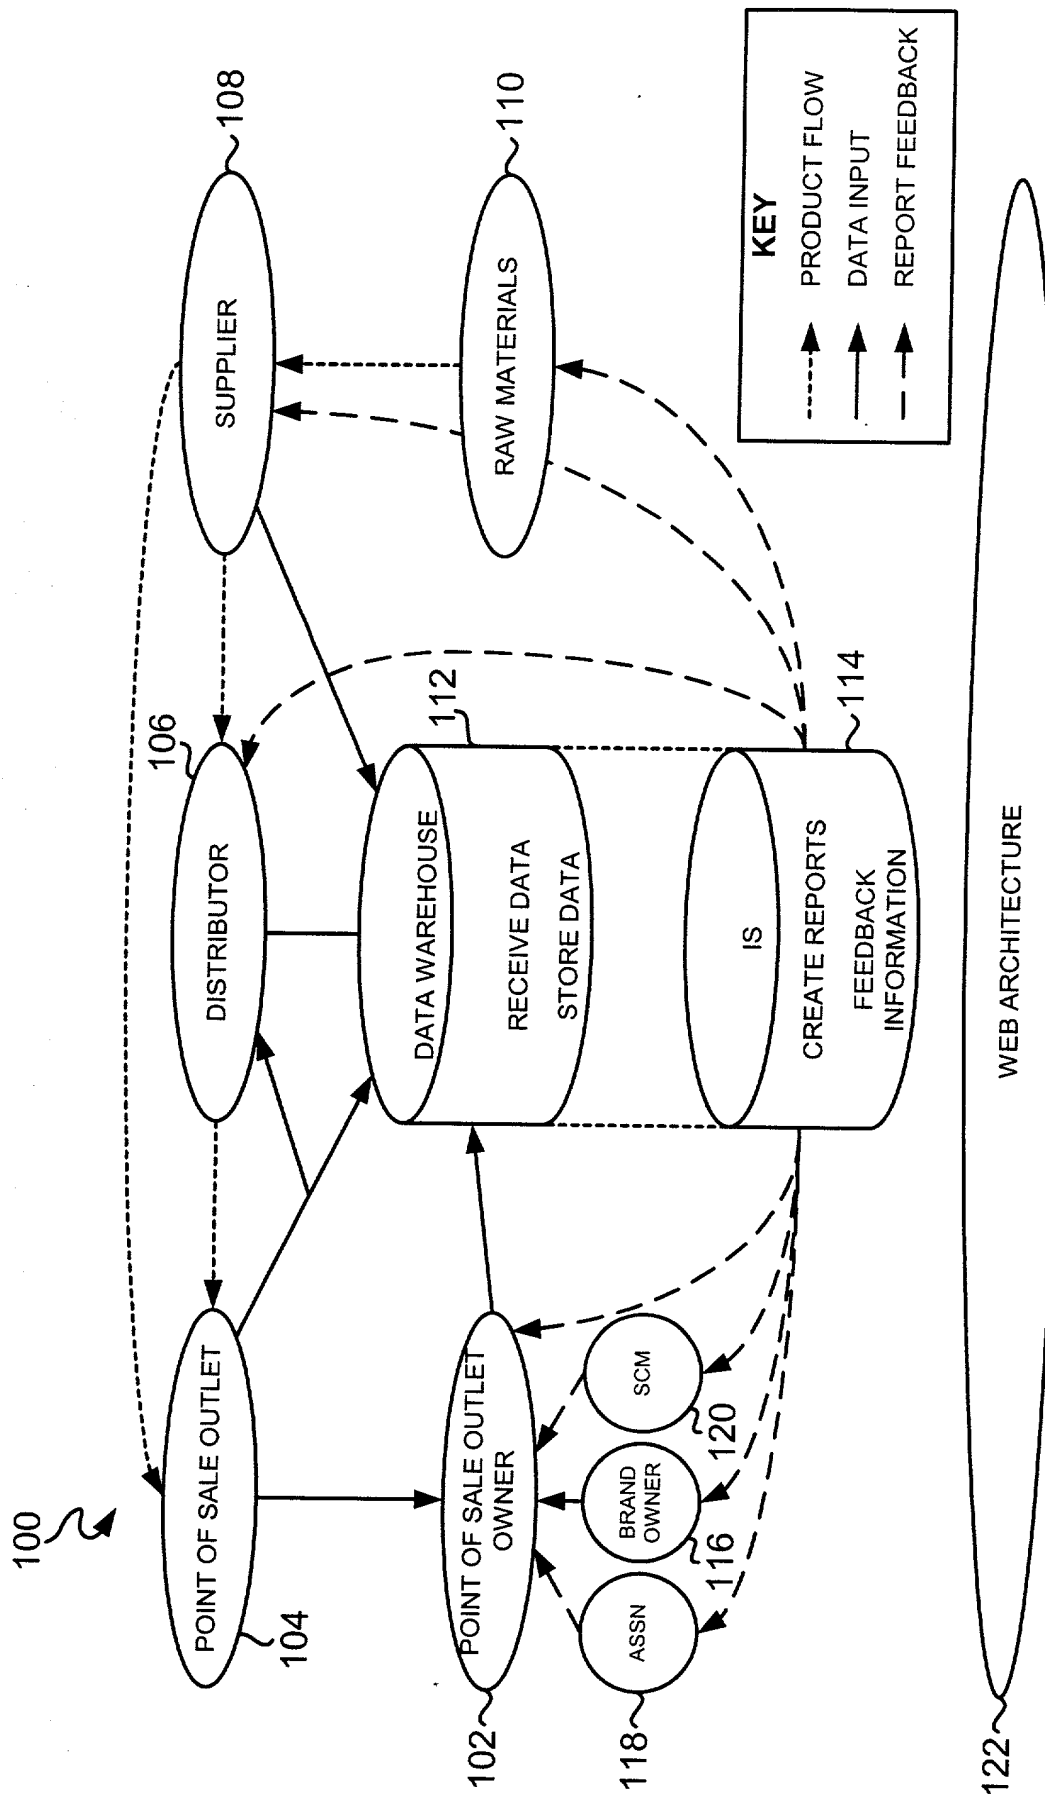 100
POINT OF SALE OUTLET
104
DISTRIBUTOR
106
SUPPLIER
108
POINT OF SALE OUTLET
OWNER
102
DATA WAREHOUSE
RECEIVE DATA
STORE DATA
112
RAW MATERIALS
110
ASSN
118
BRAND
OWNER
116
SCM
120
IS
CREATE REPORTS
FEEDBACK
INFORMATION
114
KEY
PRODUCT FLOW
DATA INPUT
REPORT FEEDBACK
WEB ARCHITECTURE
122